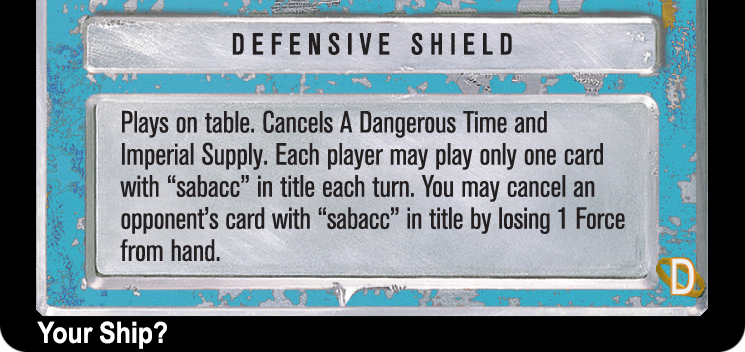 DEFENSIVE SHIELD
Plays on table. Cancels A Dangerous Time and
Imperial Supply. Each player may play only one card
with “sabacc” in title each turn. You may cancel an
opponent’s card with “sabacc” in title by losing 1 Force
from hand.
D
Your Ship?